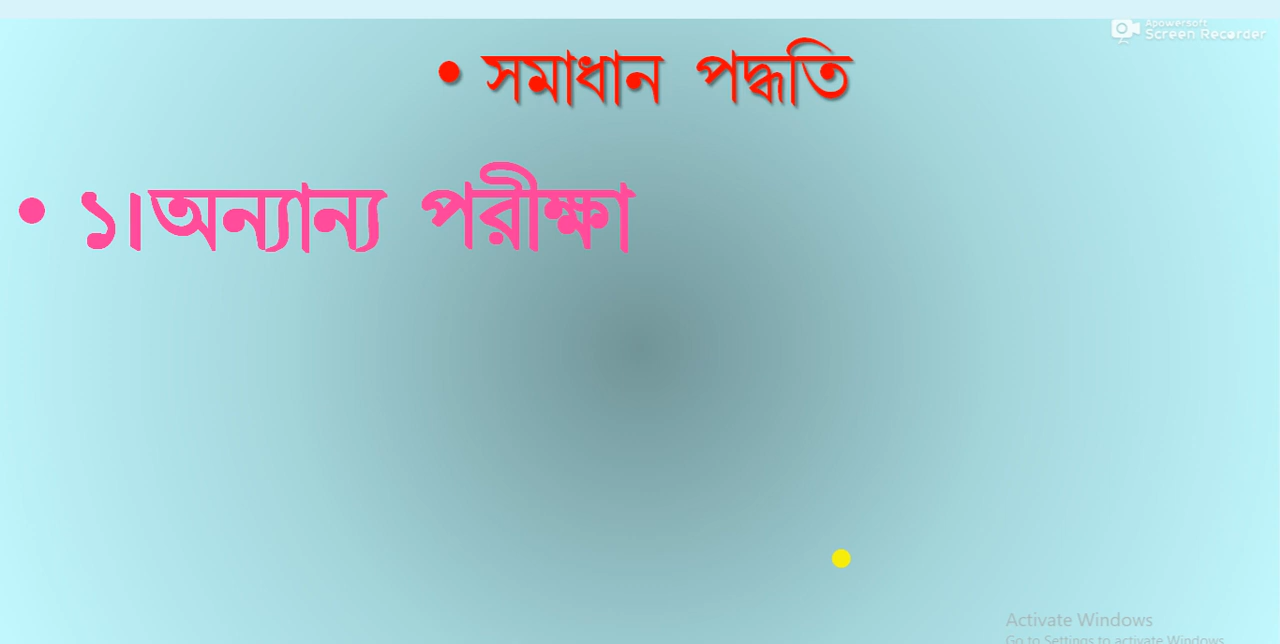 Apowersoft
Screen Recorder
• সমাধান পদ্ধতি
• ১।অন্যান্য পরীক্ষা
Activate Windows
Go to Settings to activate Windows.